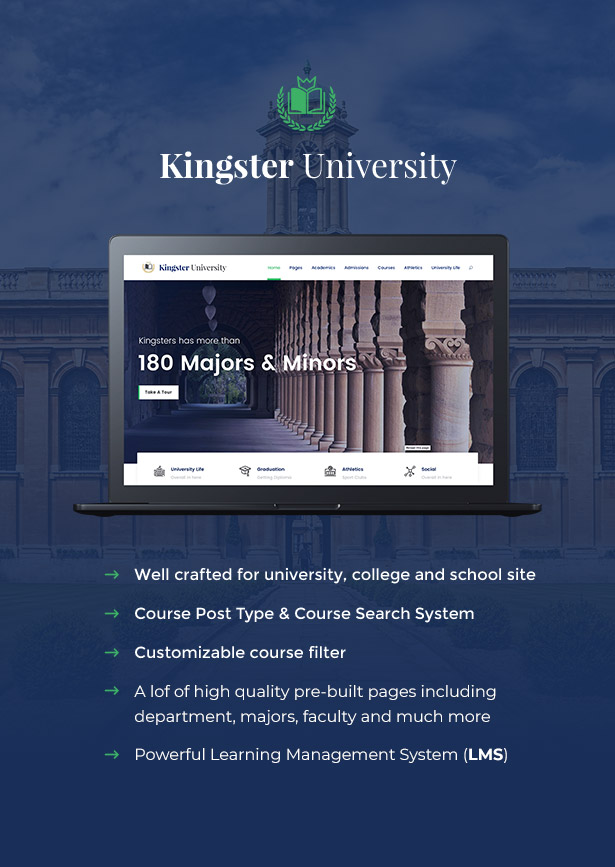 Kingster University
Kingster University
Home Pages Academics Admissions Courses Athletics University Life
Kingsters has more than
180 Majors & Minors
Take A Tour
University Life Graduation Athletics Social
Getting Diploma Sport Clubs
Well crafted for university, college and school site
Course Post Type & Course Search System
Customizable course filter
A lof of high quality pre-built pages including
department, majors, faculty and much more
Powerful Learning Management System (LMS)